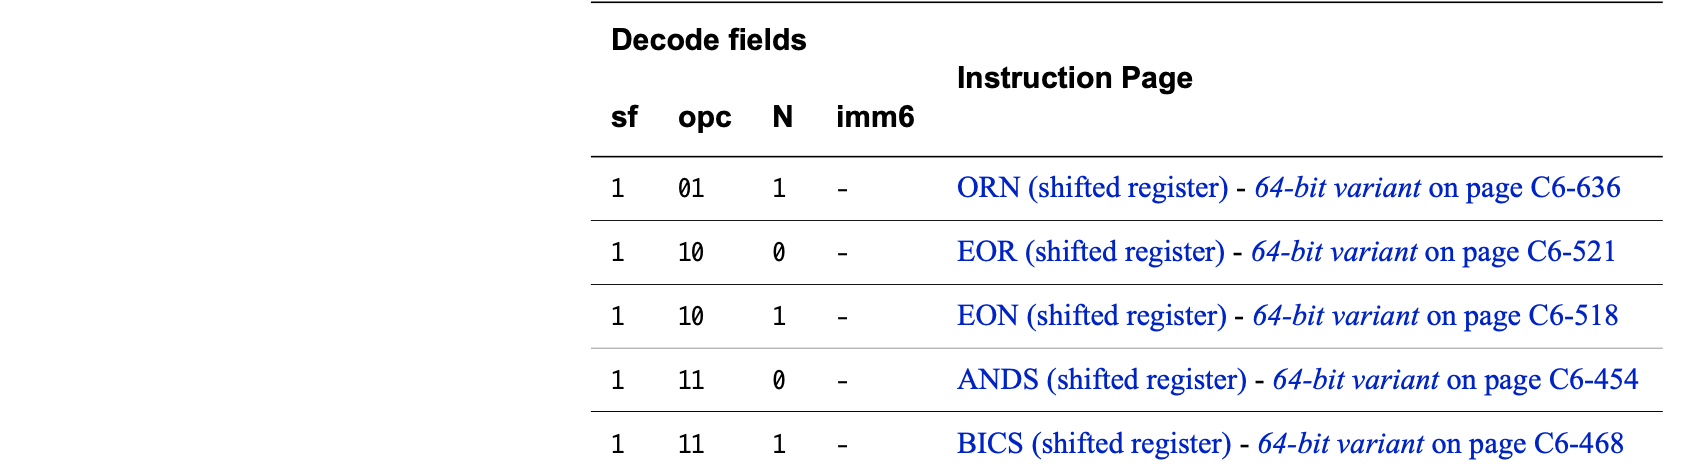 Decode fields
Instruction Page
sf opc N imm6
1 01 1 - ORN (shifted register) - 64-bit variant on page C6-636
1 10 0 - EOR (shifted register) - 64-bit variant on page C6-521
1 10 1 - EON (shifted register) - 64-bit variant on page C6-518
1 11 0 - ANDS (shifted register) - 64-bit variant on page C6-454
1 11 1 - BICS (shifted register) - 64-bit variant on page C6-468